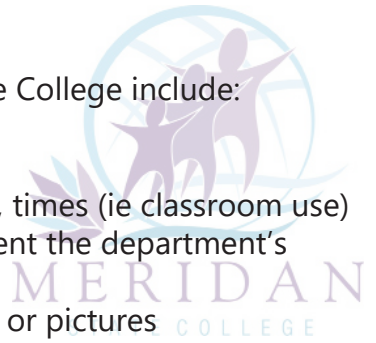 e College include:
, times (ie classroom use)
ent the department’s
MERIDAN
or pictures
COLLEGE